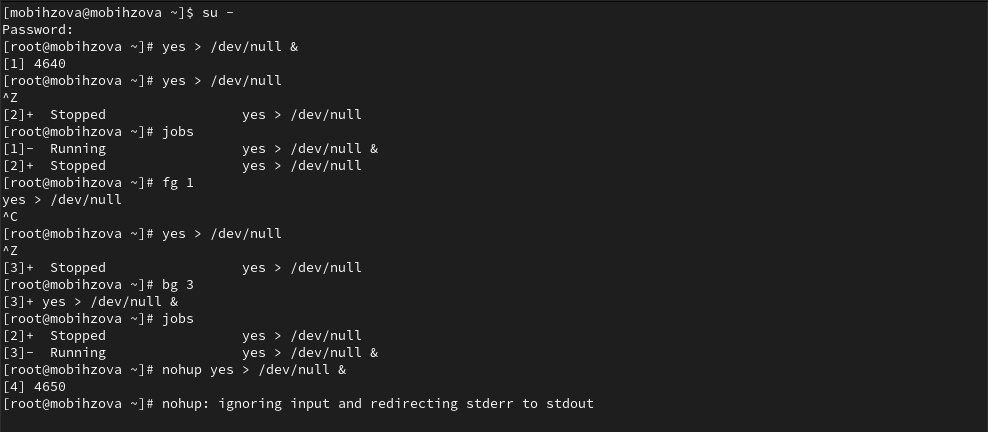 [mobihzova@mobihzova ~]$ su -
Password:
[root@mobihzova ~]# yes > /dev/null &
[1] 4640
[root@mobihzova ~]# yes > /dev/null
^Z
[2]+  Stopped                 yes > /dev/null
[root@mobihzova ~]# jobs
[1]-  Running                 yes > /dev/null &
[2]+  Stopped                 yes > /dev/null
[root@mobihzova ~]# fg 1
yes > /dev/null
^C
[root@mobihzova ~]# yes > /dev/null
^Z
[3]+  Stopped                 yes > /dev/null
[root@mobihzova ~]# bg 3
[3]+ yes > /dev/null &
[root@mobihzova ~]# jobs
[2]+  Stopped                 yes > /dev/null
[3]-  Running                 yes > /dev/null &
[root@mobihzova ~]# nohup yes > /dev/null &
[4] 4650
[root@mobihzova ~]# nohup: ignoring input and redirecting stderr to stdout